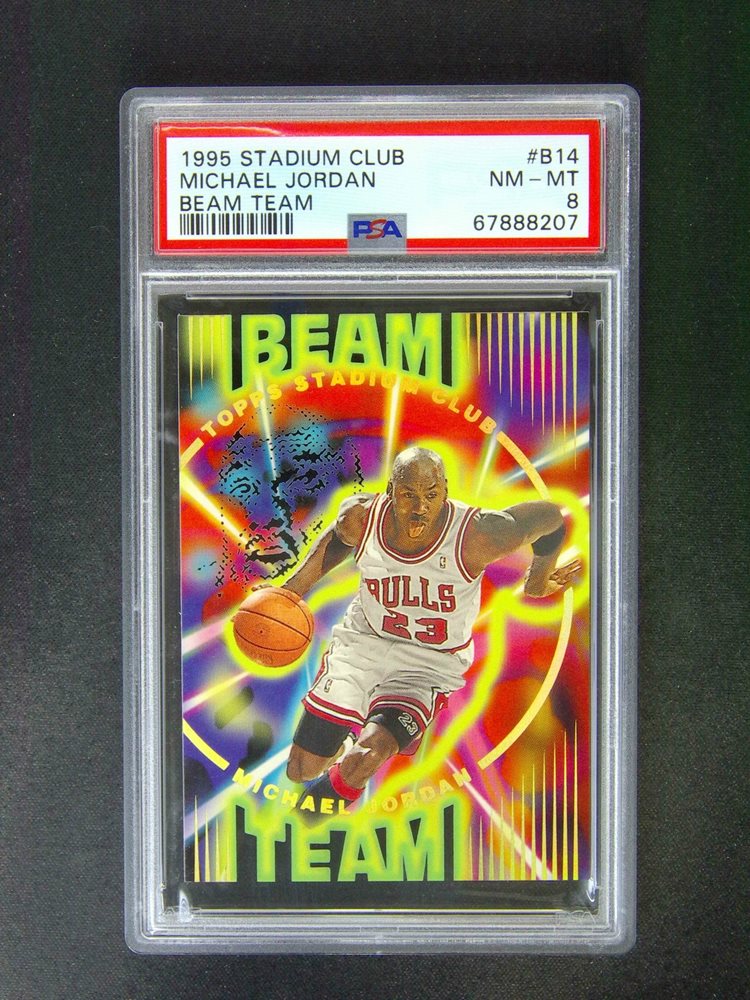 1995 STADIUM CLUB #B14
MICHAEL JORDAN NM - MT
BEAM TEAM 8
PSA 67888207
BEAM
TOPPS STADIUM CLUB
BULLS
23
23
MICHAEL JORDAN
TEAM